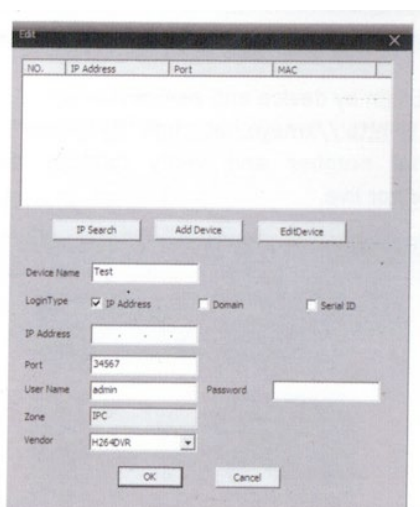 Edit
NO. IP Address Port MAC
IP Search Add Device EditDevice
Device Name Test
LoginType IP Address Domain Serial ID
IP Address . . .
Port 34567
User Name admin Password
Zone IPC
Vendor H264DVR
OK Cancel